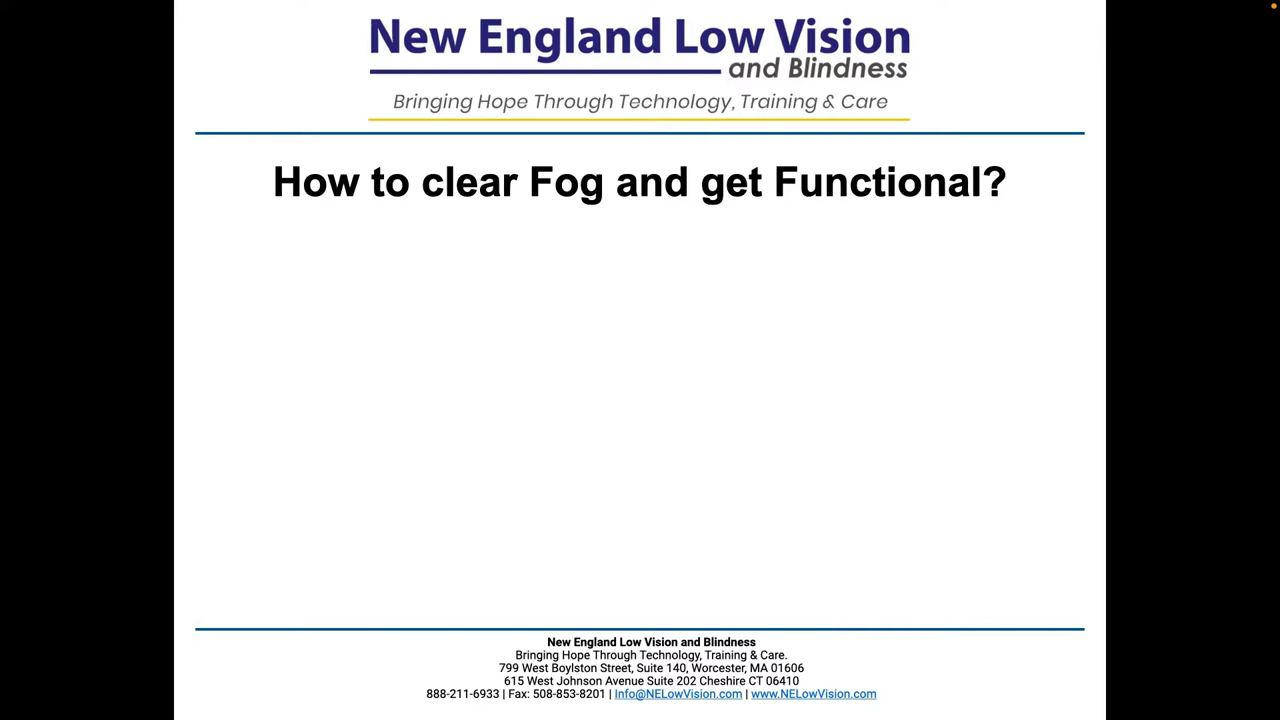 New England Low Vision
and Blindness
Bringing Hope Through Technology, Training & Care
How to clear Fog and get Functional?
New England Low Vision and Blindness
Bringing Hope Through Technology, Training & Care.
799 West Boylston Street, Suite 140, Worcester, MA 01606
615 West Johnson Avenue Suite 202 Cheshire CT 06410
888-211-6933 | Fax: 508-853-8201 | Info@NELowVision.com | www.NELowVision.com